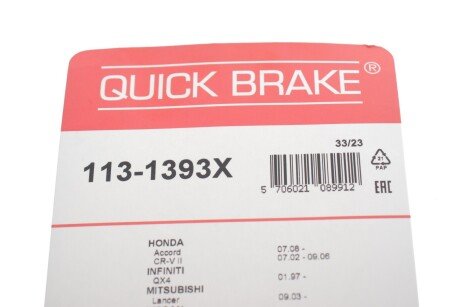 QUICK BRAKE®
33/23
113-1393X
5 706021 089912
21
PAP
EAC
HONDA
Accord 07.08 -
CR-V II 07.02 - 09.06
INFINITI
QX4 01.97 -
MITSUBISHI
Lancer 09.03 -